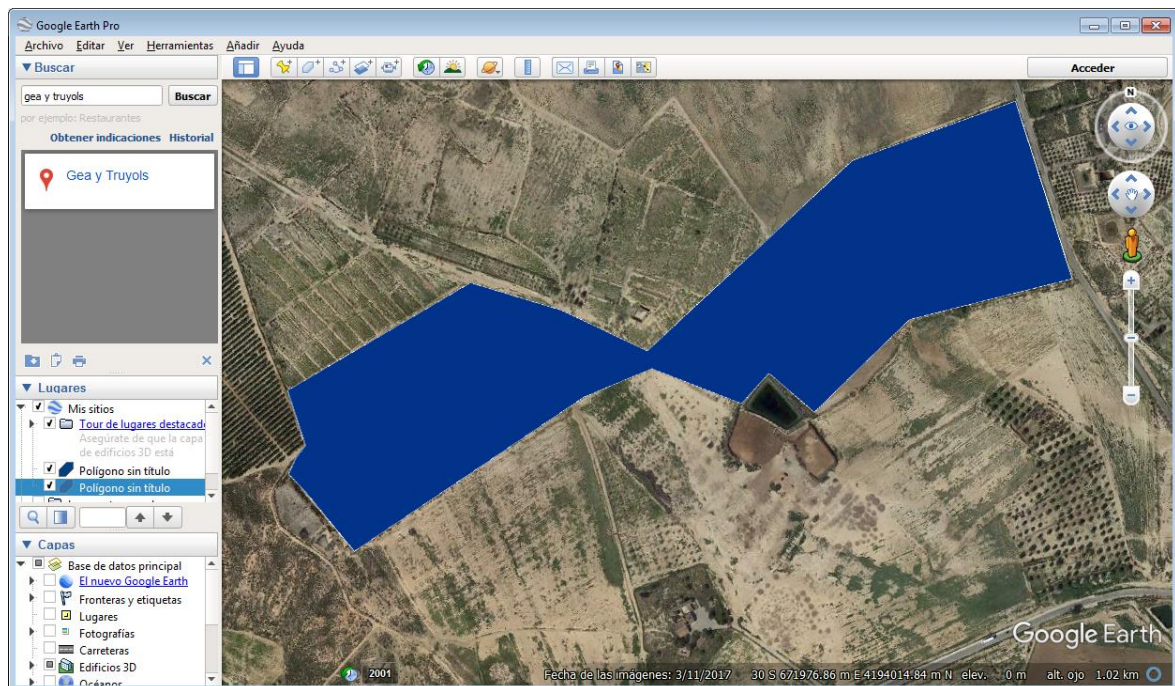 Google Earth Pro
Archivo Editar Ver Herramientas Añadir Ayuda
Buscar
gea y truyols
Buscar
por ejemplo: Restaurantes
Obtener indicaciones Historial
Gea y Truyols
Lugares
Mis sitios
Tour de lugares destacad
Asegúrate de que la capa
de edificios 3D está
Polígono sin título
Polígono sin título
Capas
Base de datos principal
El nuevo Google Earth
Fronteras y etiquetas
Lugares
Fotografías
Carreteras
Edificios 3D
Océanos
Acceder
N
Google Earth
2001
Fecha de las imágenes: 3/11/2017 30 S 671976.86 m E 4194014.84 m N elev. 0 m alt. ojo 1.02 km